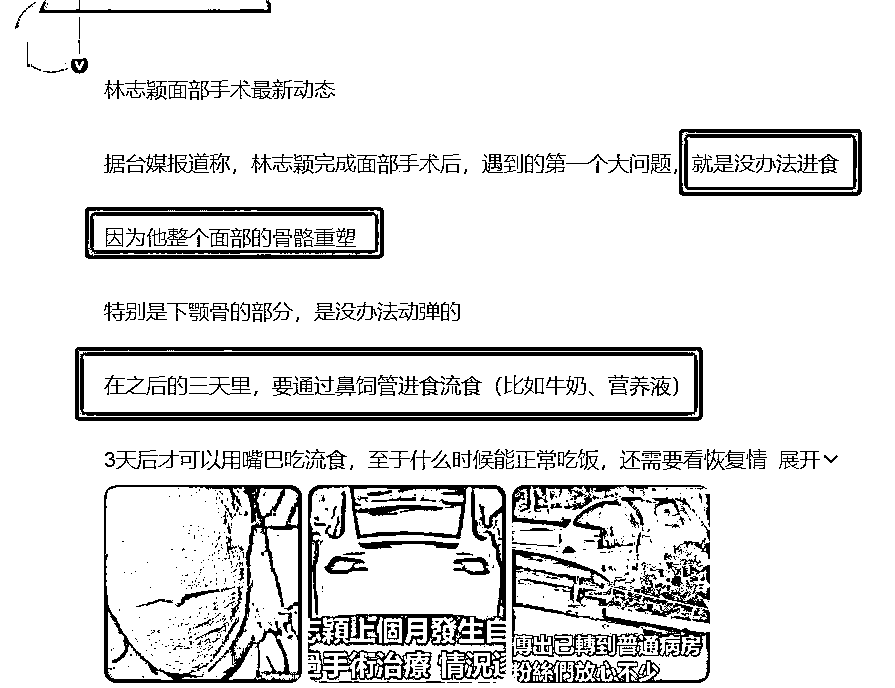 林志颖面部手术最新动态
据台媒报道称，林志颖完成面部手术后，遇到的第一个大问题，就是没办法进食
因为他整个面部的骨骼重塑
特别是下颚骨的部分，是没办法动弹的
在之后的三天里，要通过鼻饲管进食流食（比如牛奶、营养液）
3天后才可以用嘴巴吃流食，至于什么时候能正常吃饭，还需要看恢复情 展开
志穎上個月發生自
過手術治療 情況
傳出已轉到普通病房
粉絲們放心不少